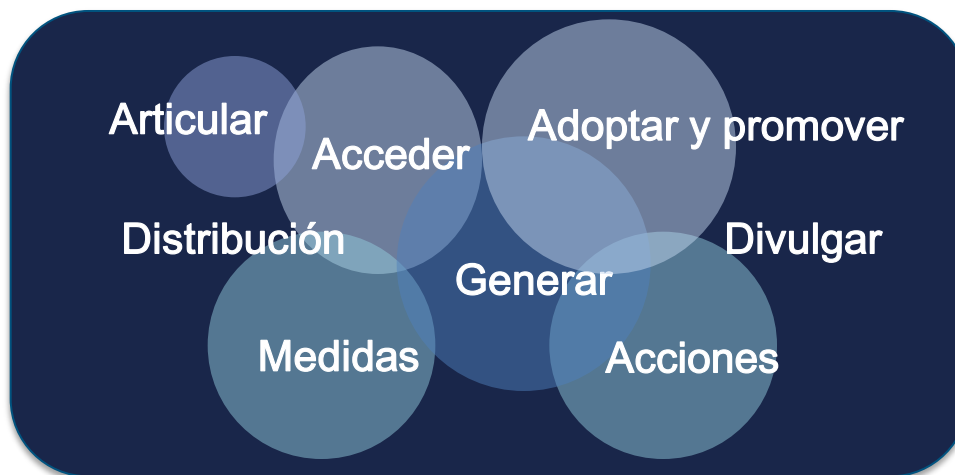 Articular
Adoptar y promover
Acceder
Distribución
Divulgar
Generar
Medidas
Acciones